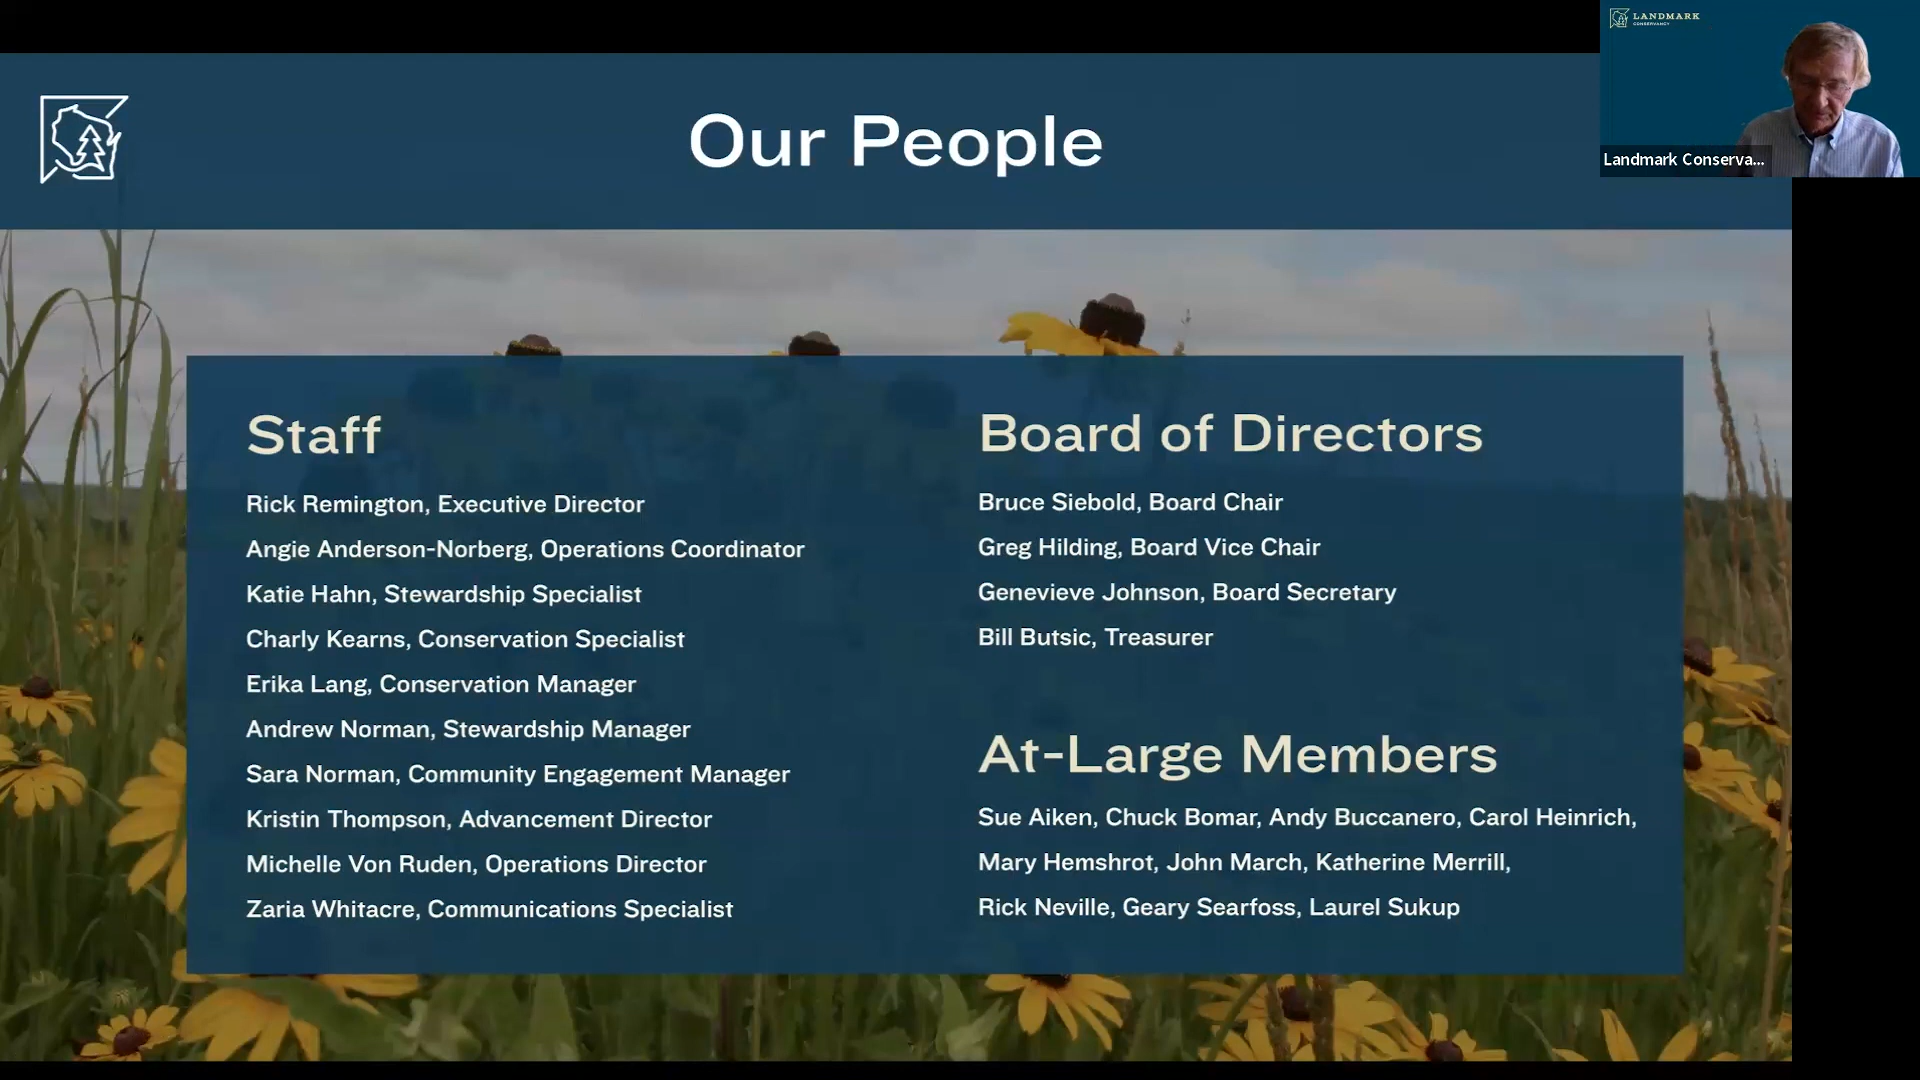 LANDMARK
CONSERVANCY
Landmark Conserva...
Our People
Staff
Rick Remington, Executive Director
Angie Anderson-Norberg, Operations Coordinator
Katie Hahn, Stewardship Specialist
Charly Kearns, Conservation Specialist
Erika Lang, Conservation Manager
Andrew Norman, Stewardship Manager
Sara Norman, Community Engagement Manager
Kristin Thompson, Advancement Director
Michelle Von Ruden, Operations Director
Zaria Whitacre, Communications Specialist
Board of Directors
Bruce Siebold, Board Chair
Greg Hilding, Board Vice Chair
Genevieve Johnson, Board Secretary
Bill Butsic, Treasurer
At-Large Members
Sue Aiken, Chuck Bomar, Andy Buccanero, Carol Heinrich,
Mary Hemshrot, John March, Katherine Merrill,
Rick Neville, Geary Searfoss, Laurel Sukup